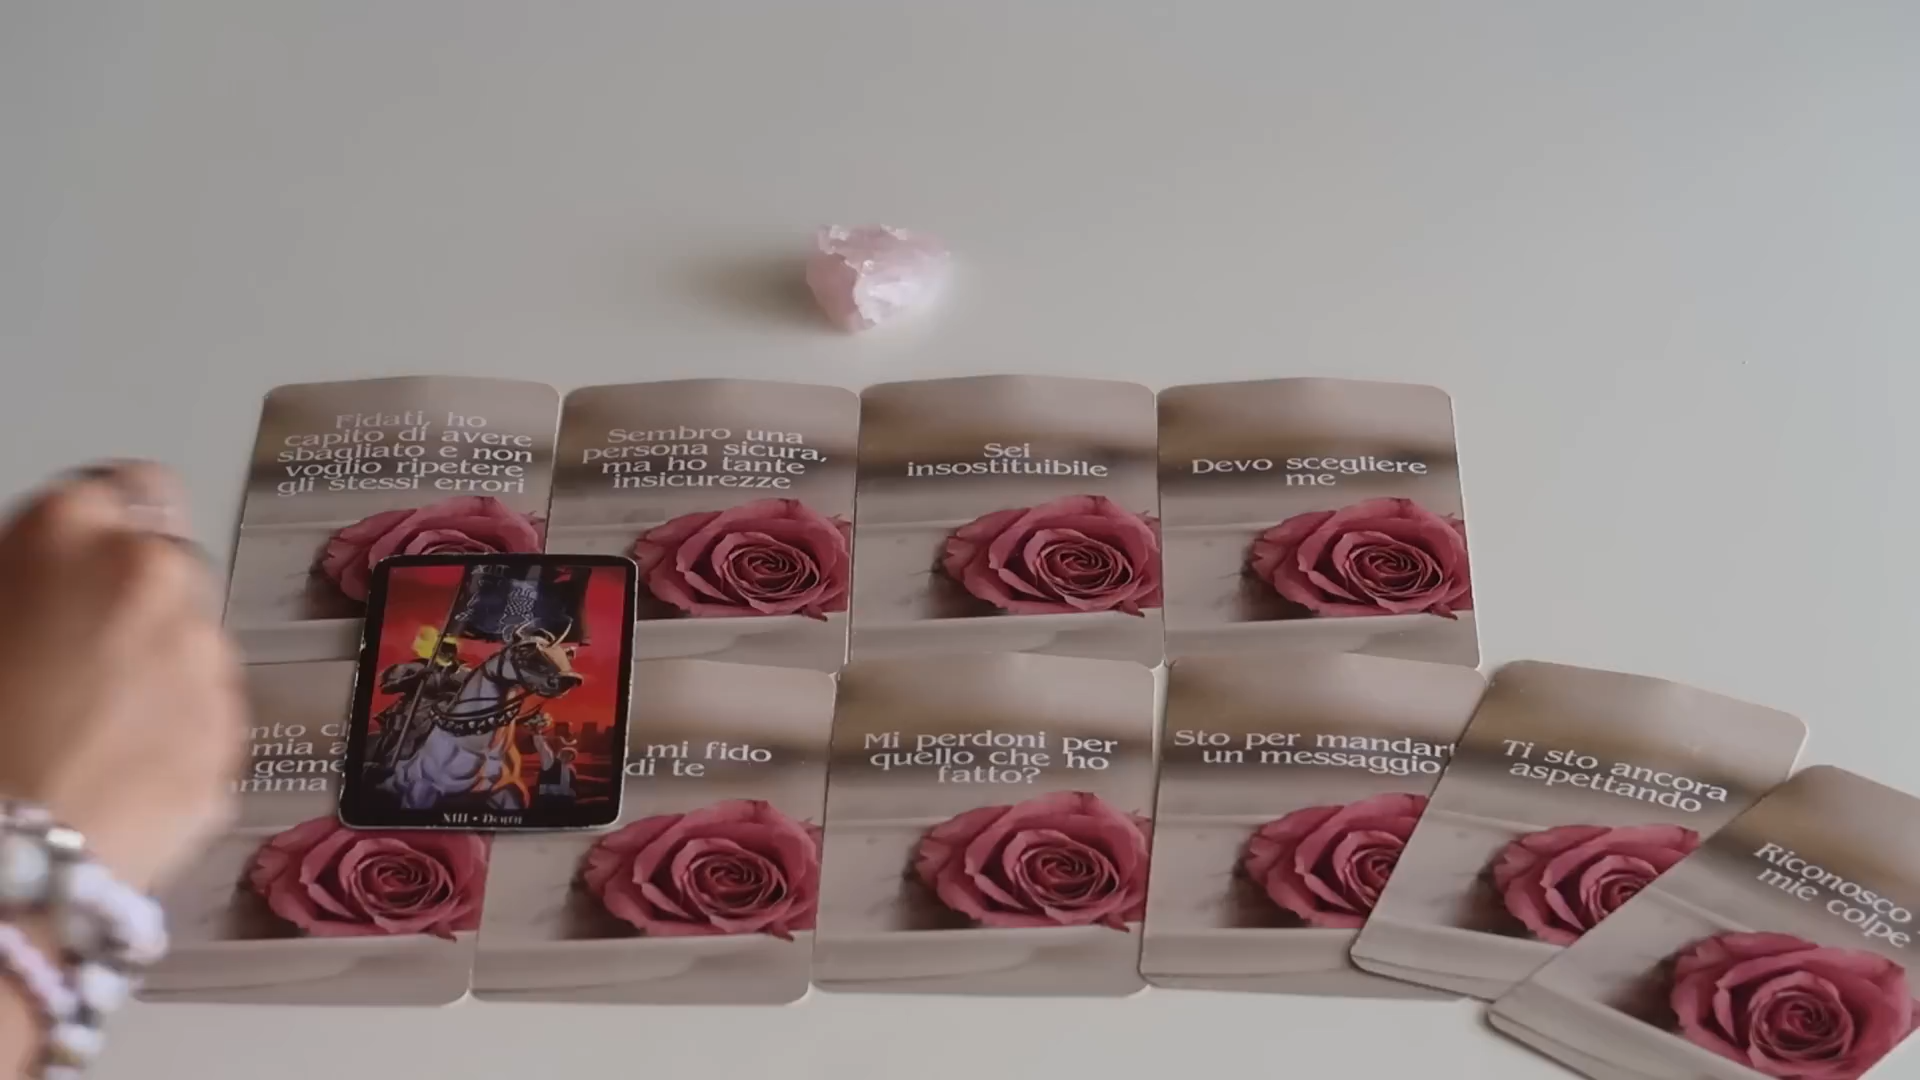 Fidati, ho
capito di avere
sbagliato e non
voglio ripetere
gli stessi errori
Sembro una
persona sicura,
ma ho tante
insicurezze
Sei
insostituibile
Devo scegliere
me
mia
mi fido
di te
Mi perdoni per
quello che ho
fatto?
Sto per
un messaggio
Ti sto ancora
aspettando
Riconosco
mie colpe
XIII